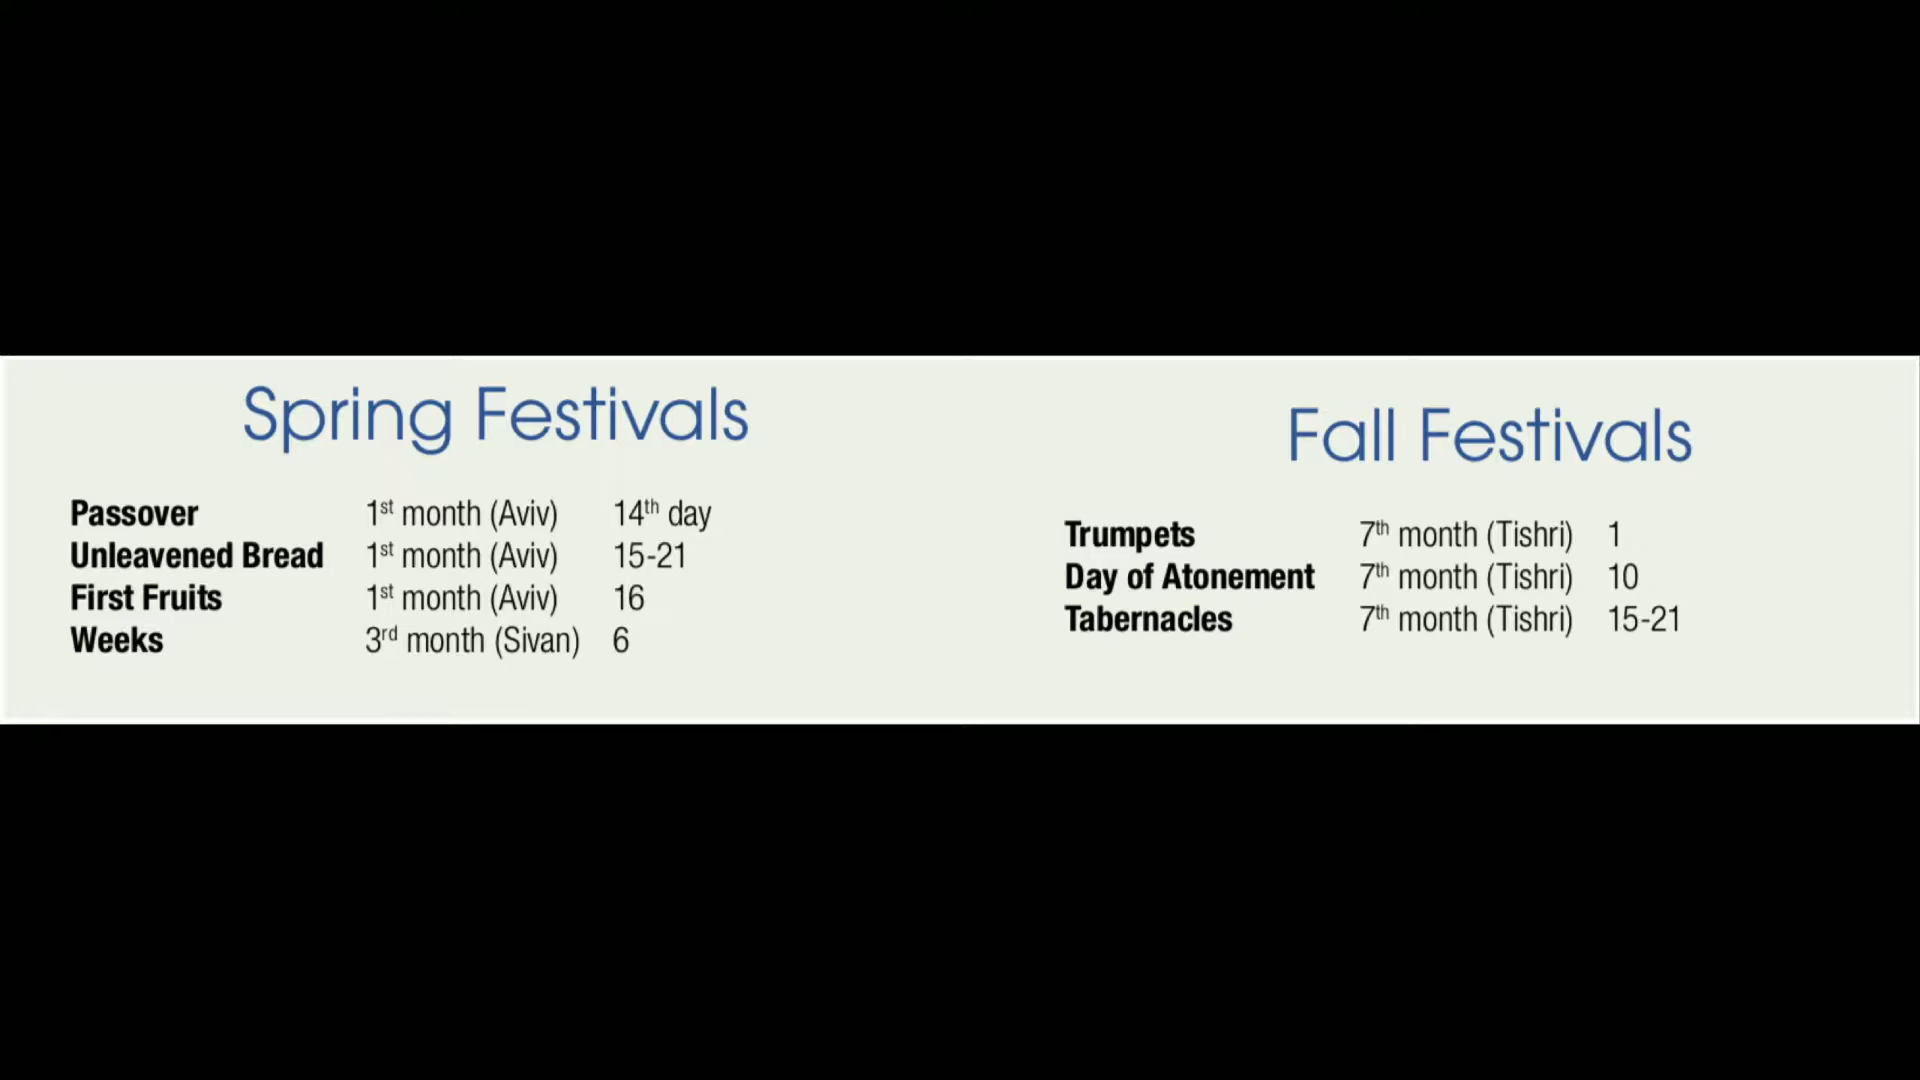 Spring Festivals
Passover 1st month (Aviv) 14th day
Unleavened Bread 1st month (Aviv) 15-21
First Fruits 1st month (Aviv) 16
Weeks 3rd month (Sivan) 6
Fall Festivals
Trumpets 7th month (Tishri) 1
Day of Atonement 7th month (Tishri) 10
Tabernacles 7th month (Tishri) 15-21